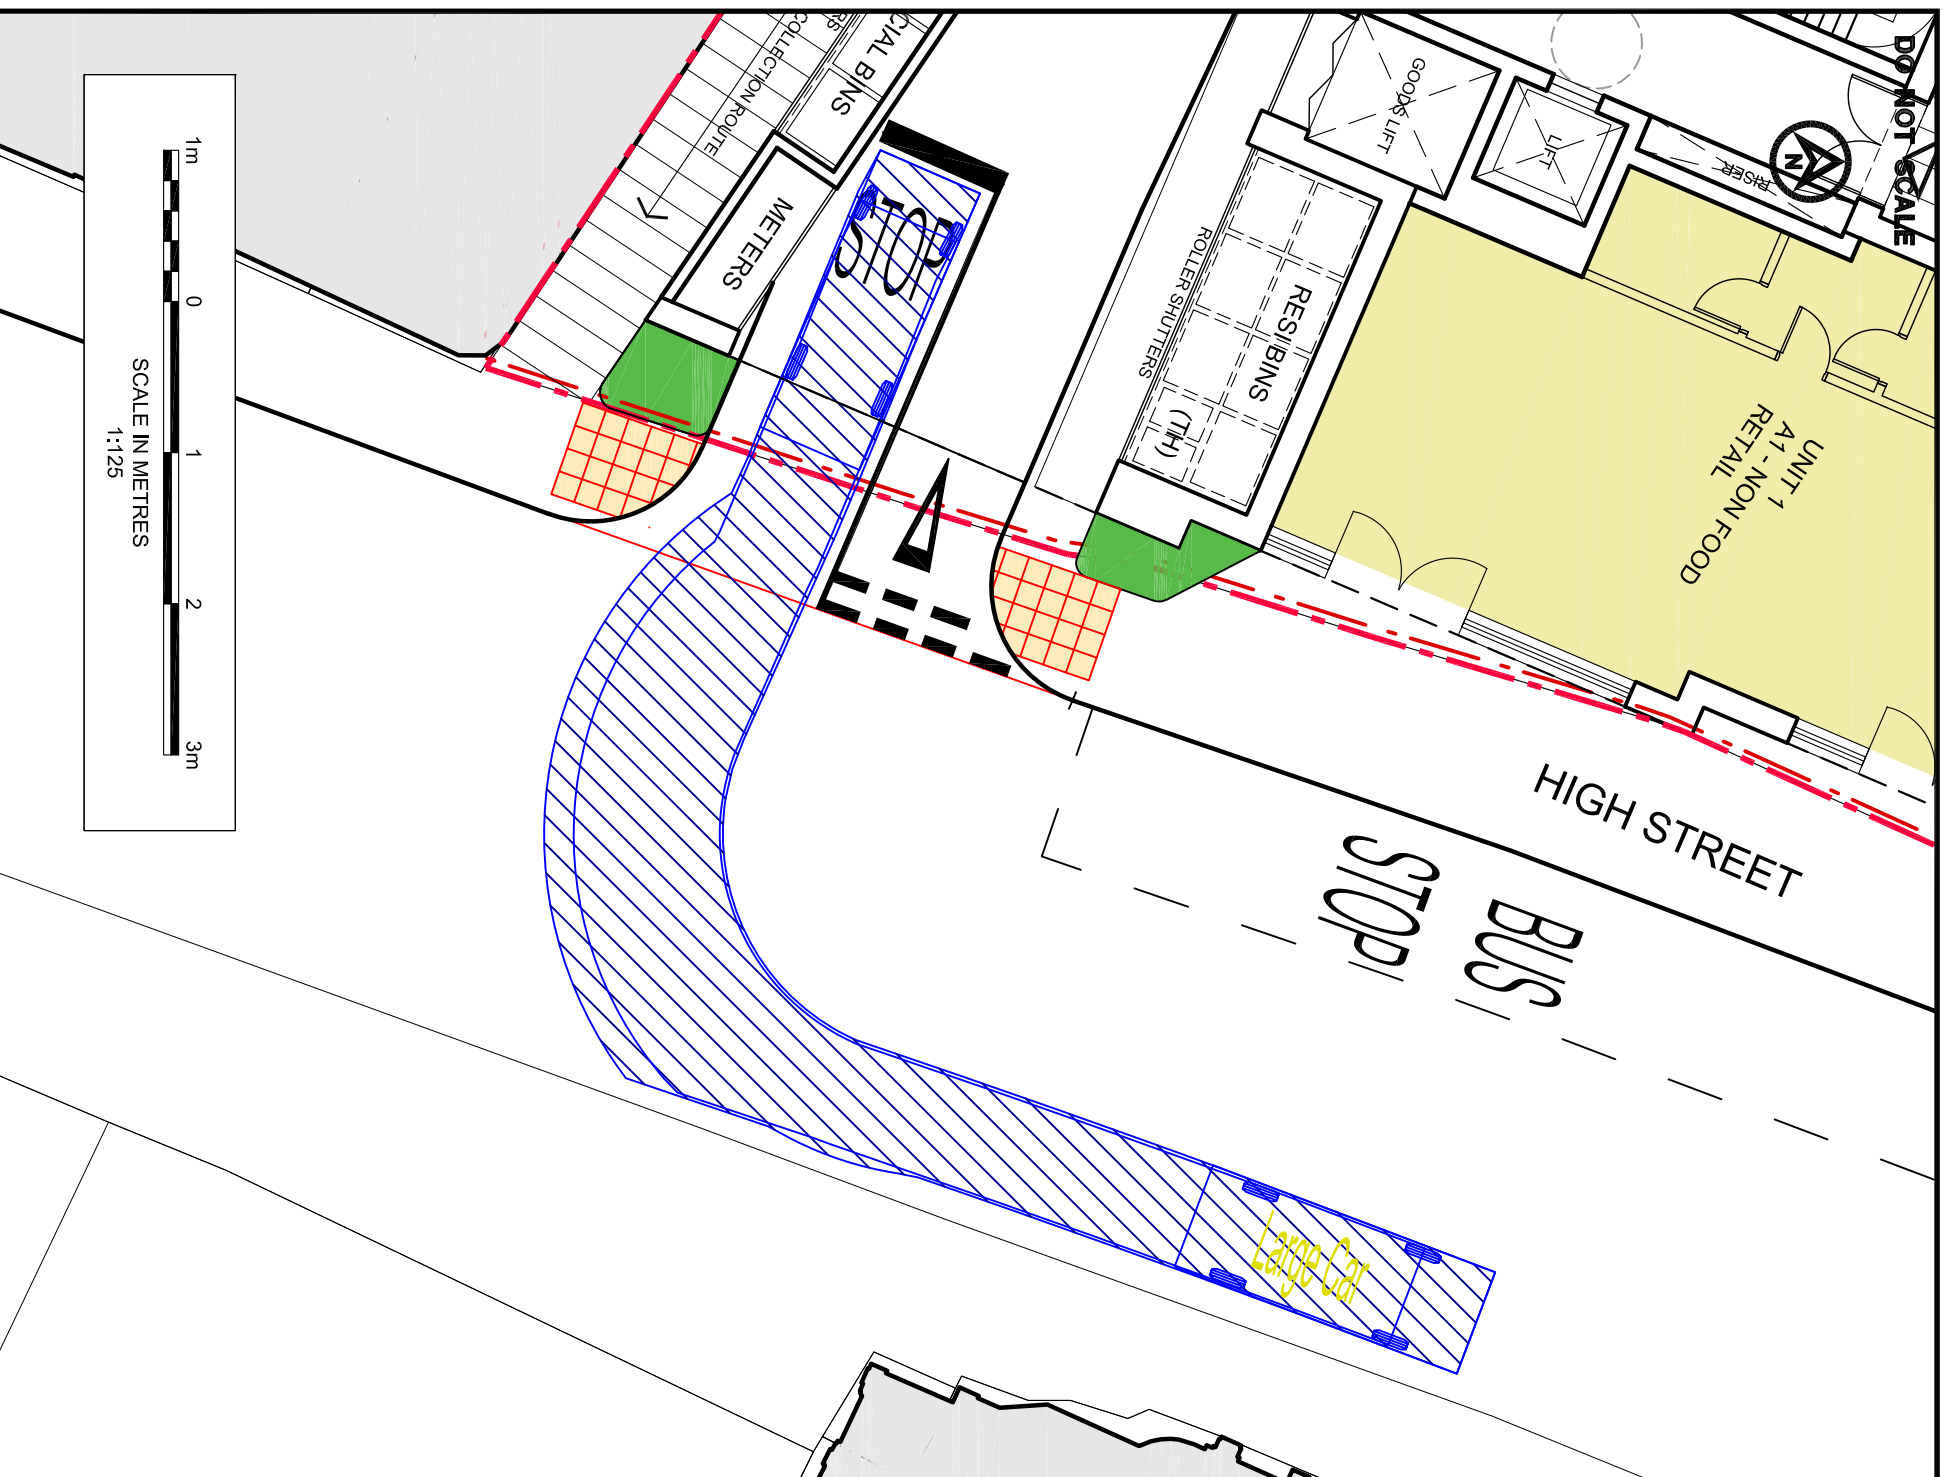 DO NOT SCALE
N
RISER
LIFT
GOODS LIFT
CIAL BINS
RS
COLLECTION ROUTE
METERS
STOP
ROLLER SHUTTERS
RESI BINS
(TH)
UNIT 1
A1 - NON FOOD
RETAIL
HIGH STREET
BUS
STOP
Large Car
1m
0
1
2
3m
SCALE IN METRES
1:125